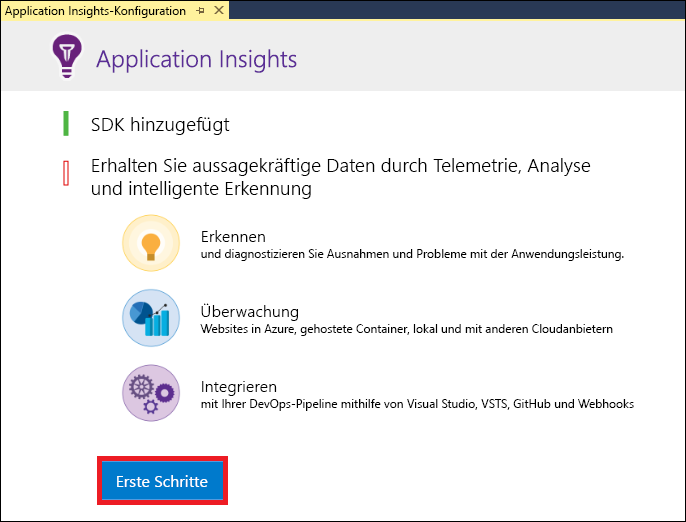 Application Insights-Konfiguration
Application Insights
SDK hinzugefügt
Erhalten Sie aussagekräftige Daten durch Telemetrie, Analyse
und intelligente Erkennung
Erkennen
und diagnostizieren Sie Ausnahmen und Probleme mit der Anwendungsleistung.
Überwachung
Websites in Azure, gehostete Container, lokal und mit anderen Cloudanbietern
Integrieren
mit Ihrer DevOps-Pipeline mithilfe von Visual Studio, VSTS, GitHub und Webhooks
Erste Schritte